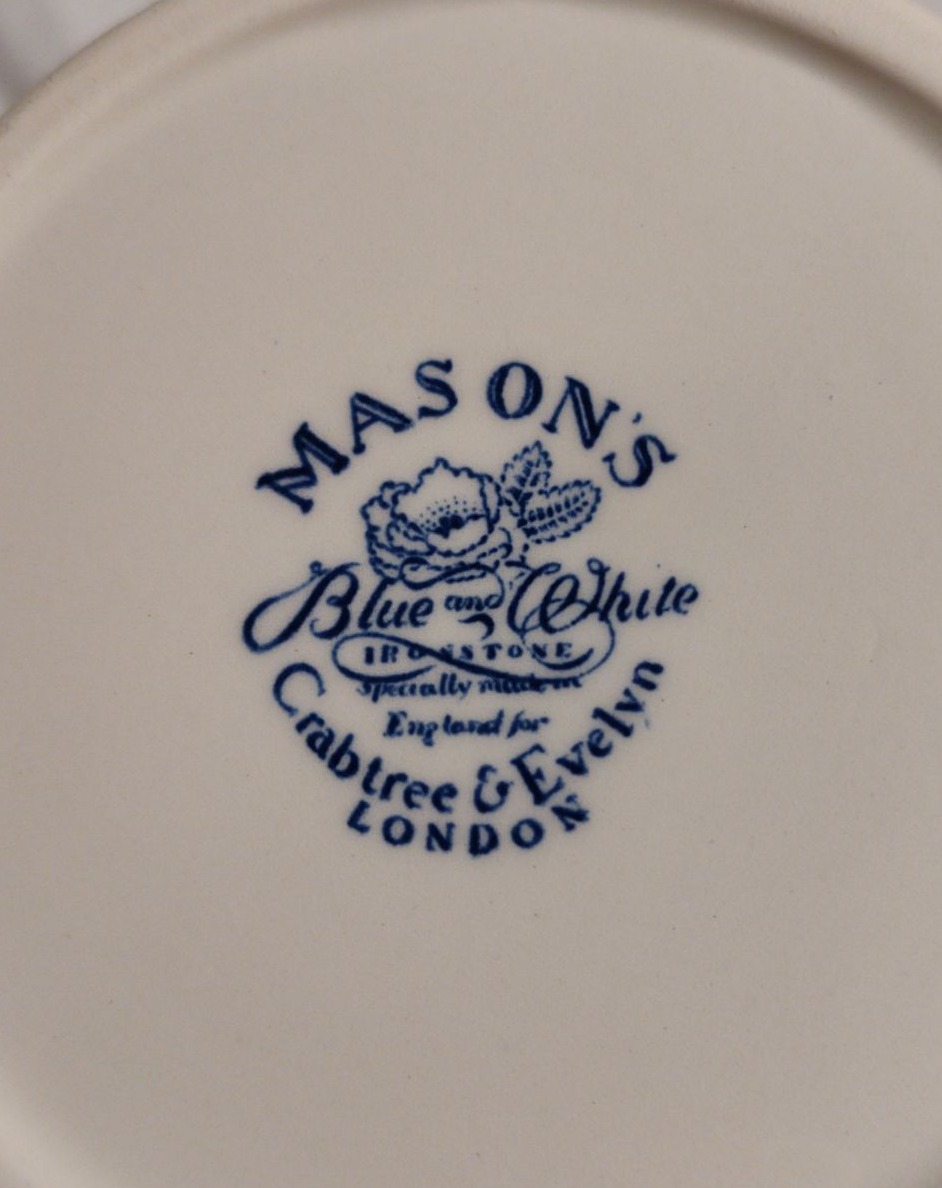 MASON'S
Blue and White
IRONSTONE
Specially made in
England for
Crabtree & Evelyn
LONDON